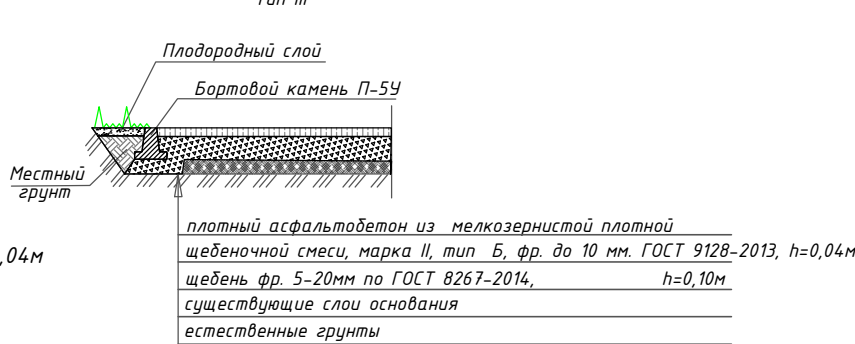 тип III
Плодородный слой
Бортовой камень П-5У
Местный
грунт
плотный асфальтобетон из мелкозернистой плотной
,04м
щебеночной смеси, марка II, тип Б, фр. до 10 мм. ГОСТ 9128-2013, h=0,04м
щебень фр. 5-20мм по ГОСТ 8267-2014, h=0,10м
существующие слои основания
естественные грунты